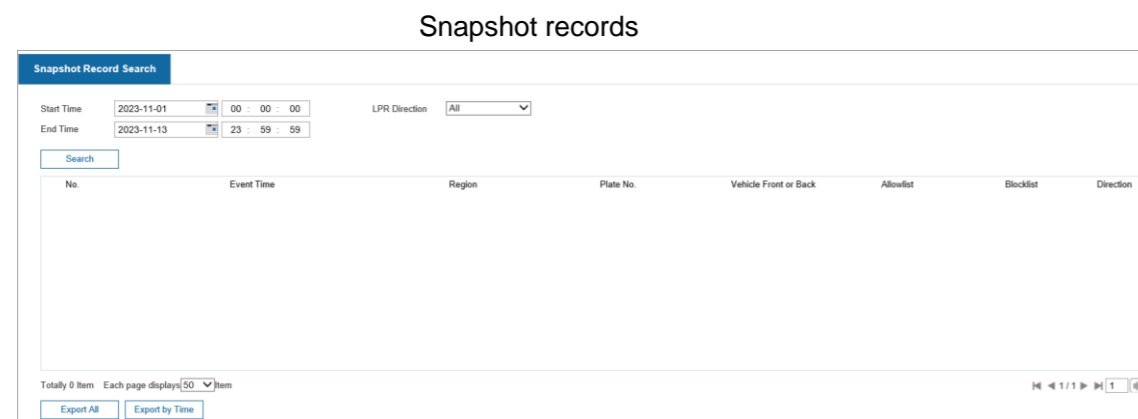 Snapshot records
Snapshot Record Search
Start Time 2023-11-01 00 : 00 : 00 LPR Direction All
End Time 2023-11-13 23 : 59 : 59
Search
No. Event Time Region Plate No. Vehicle Front or Back Allowlist Blocklist Direction
Totally 0 Item Each page displays 50 Item 1/1 1
Export All Export by Time